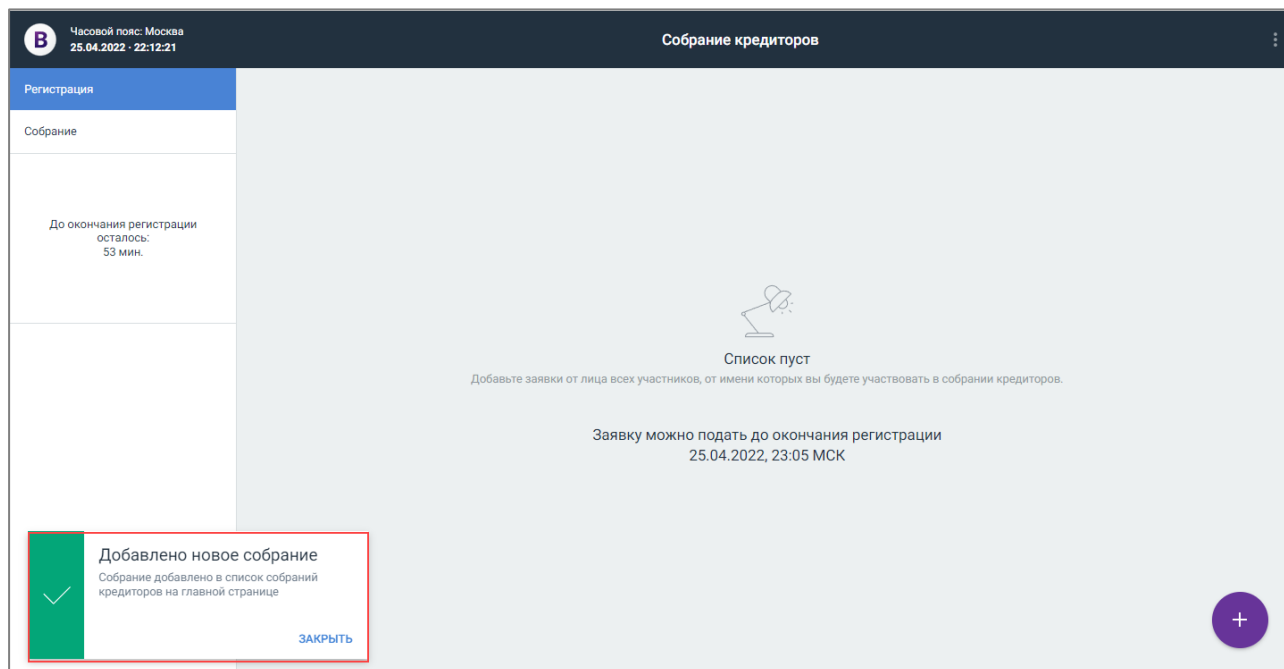 B
Часовой пояс: Москва
25.04.2022 · 22:12:21
Собрание кредиторов
Регистрация
Собрание
До окончания регистрации
осталось:
53 мин.
Список пуст
Добавьте заявки от лица всех участников, от имени которых вы будете участвовать в собрании кредиторов.
Заявку можно подать до окончания регистрации
25.04.2022, 23:05 МСК
Добавлено новое собрание
Собрание добавлено в список собраний
кредиторов на главной странице
ЗАКРЫТЬ